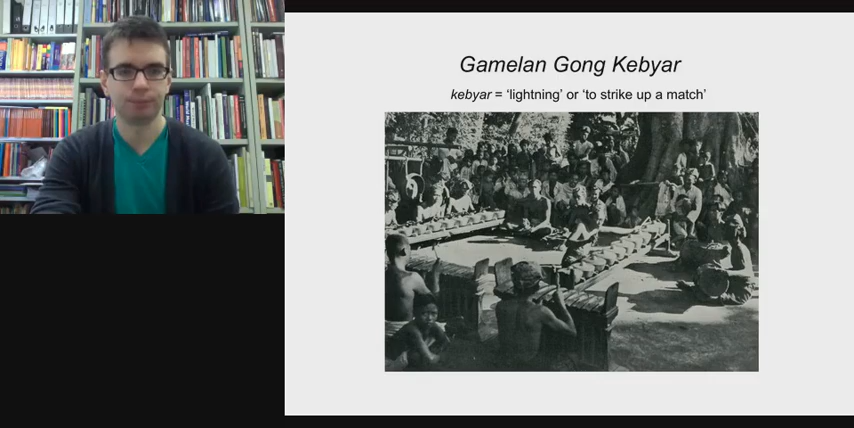 Gamelan Gong Kebyar
kebyar = ‘lightning’ or ‘to strike up a match’